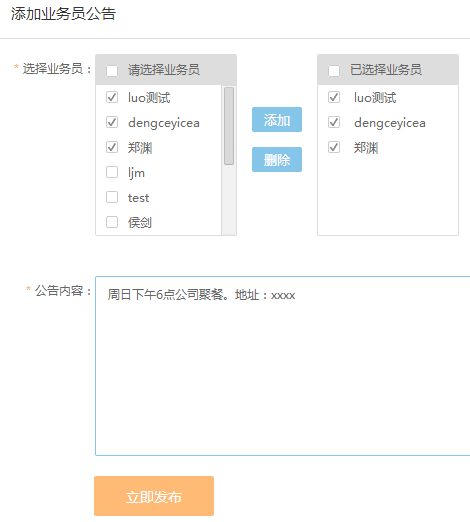 添加业务员公告
* 选择业务员：
请选择业务员
luo测试
dengceyicea
郑渊
ljm
test
侯剑
添加
删除
已选择业务员
luo测试
dengceyicea
郑渊
* 公告内容：
周日下午6点公司聚餐。地址：xxxx
立即发布